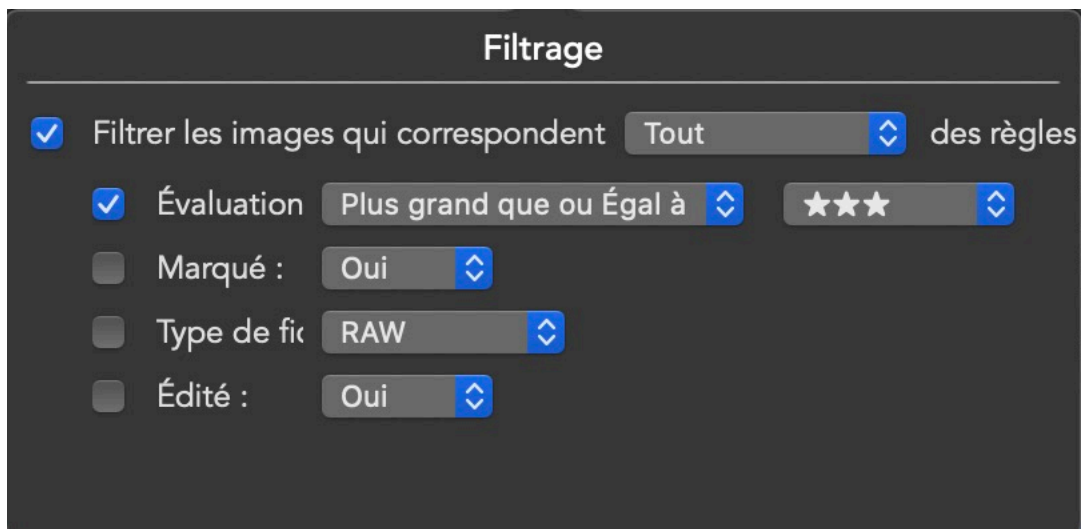 Filtrage
Filtrer les images qui correspondent Tout des règles
Évaluation Plus grand que ou Égal à ★★★
Marqué : Oui
Type de fic RAW
Édité : Oui